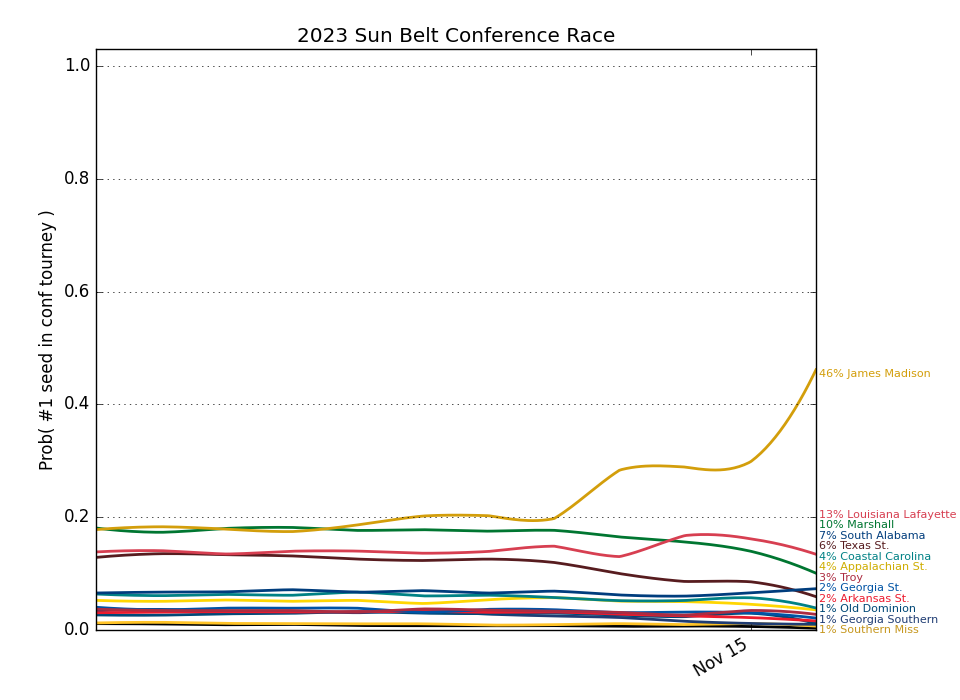 2023 Sun Belt Conference Race
Prob( #1 seed in conf tourney )
1.0
0.8
0.6
0.4
0.2
0.0
Nov 15
46% James Madison
13% Louisiana Lafayette
10% Marshall
7% South Alabama
6% Texas St.
4% Coastal Carolina
4% Appalachian St.
3% Troy
2% Georgia St.
2% Arkansas St.
1% Old Dominion
1% Georgia Southern
1% Southern Miss